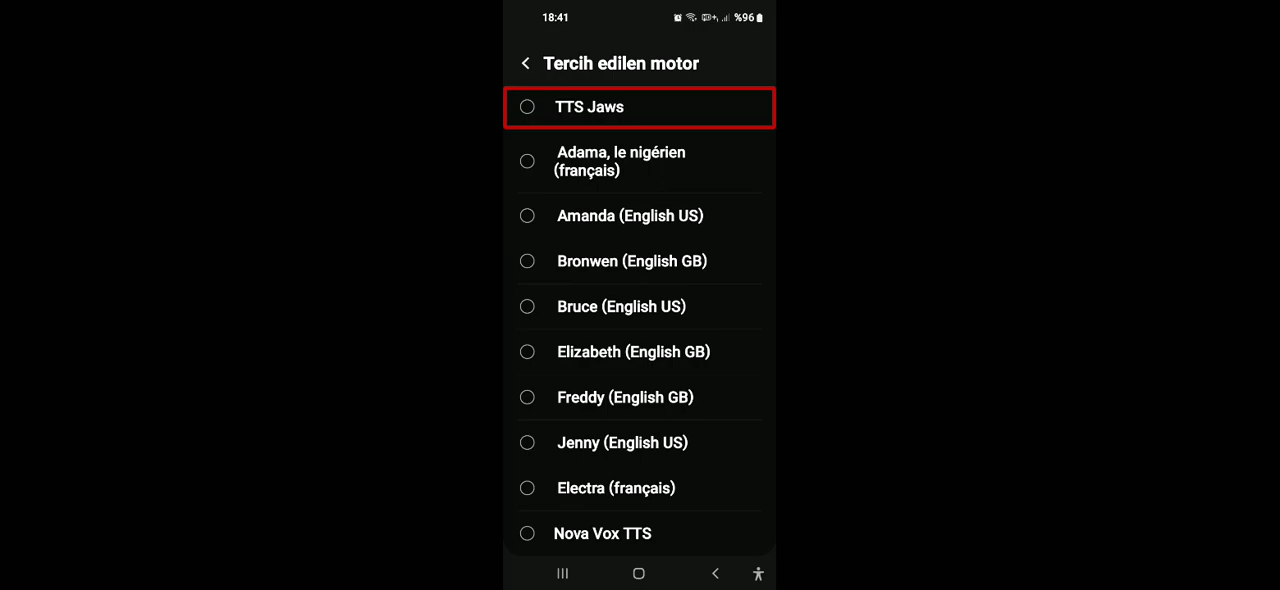 18:41
%96
Tercih edilen motor
TTS Jaws
Adama, le nigérien
(français)
Amanda (English US)
Bronwen (English GB)
Bruce (English US)
Elizabeth (English GB)
Freddy (English GB)
Jenny (English US)
Electra (français)
Nova Vox TTS